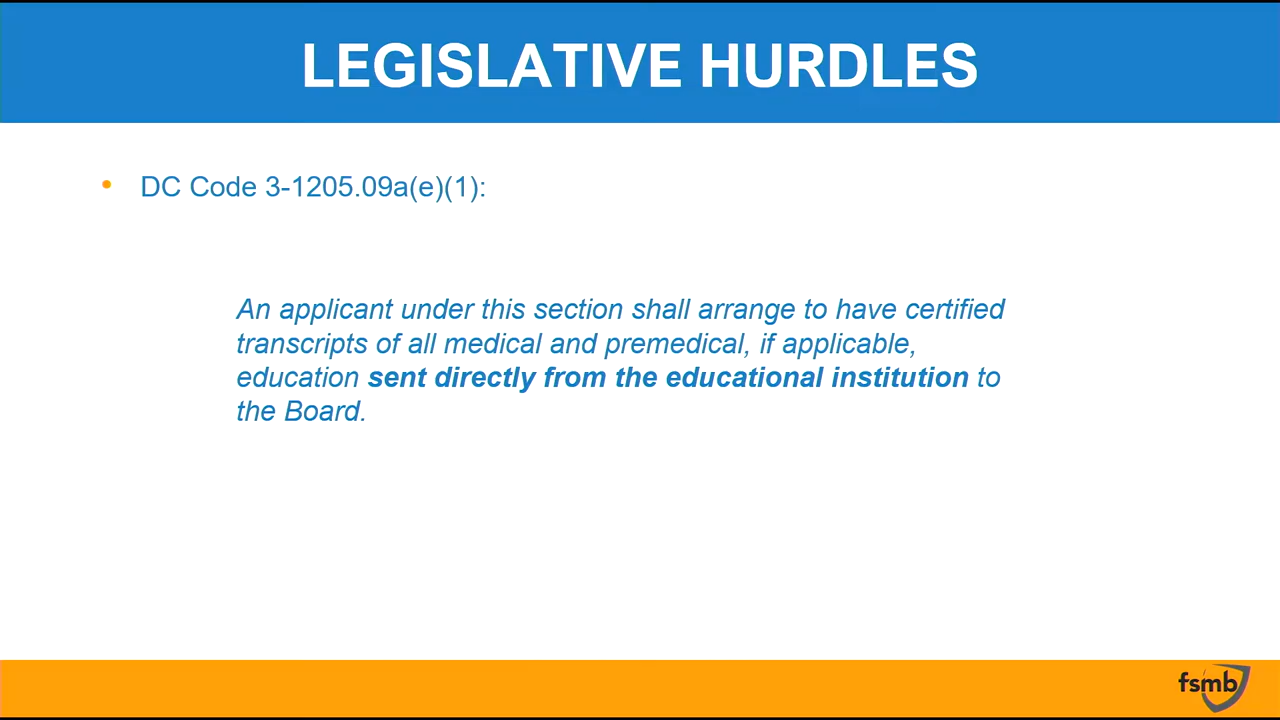 LEGISLATIVE HURDLES
• DC Code 3-1205.09a(e)(1):
An applicant under this section shall arrange to have certified
transcripts of all medical and premedical, if applicable,
education sent directly from the educational institution to
the Board.
fsmb